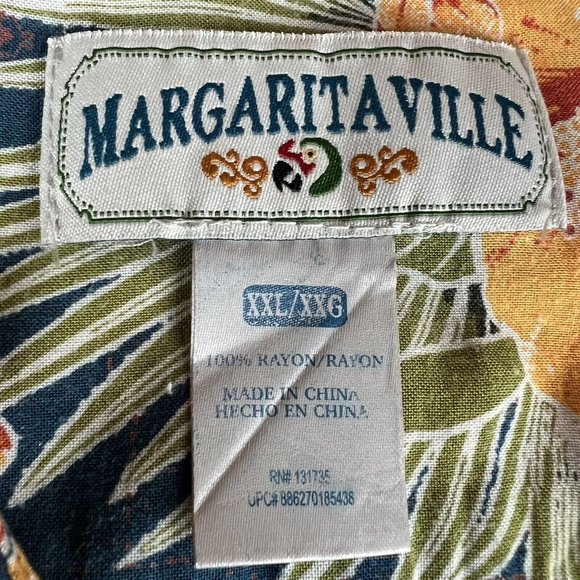 MARGARITAVILLE
XXL/XXG
100% RAYON/RAYON
MADE IN CHINA
HECHO EN CHINA
RN# 131735
UPC# 886270185436